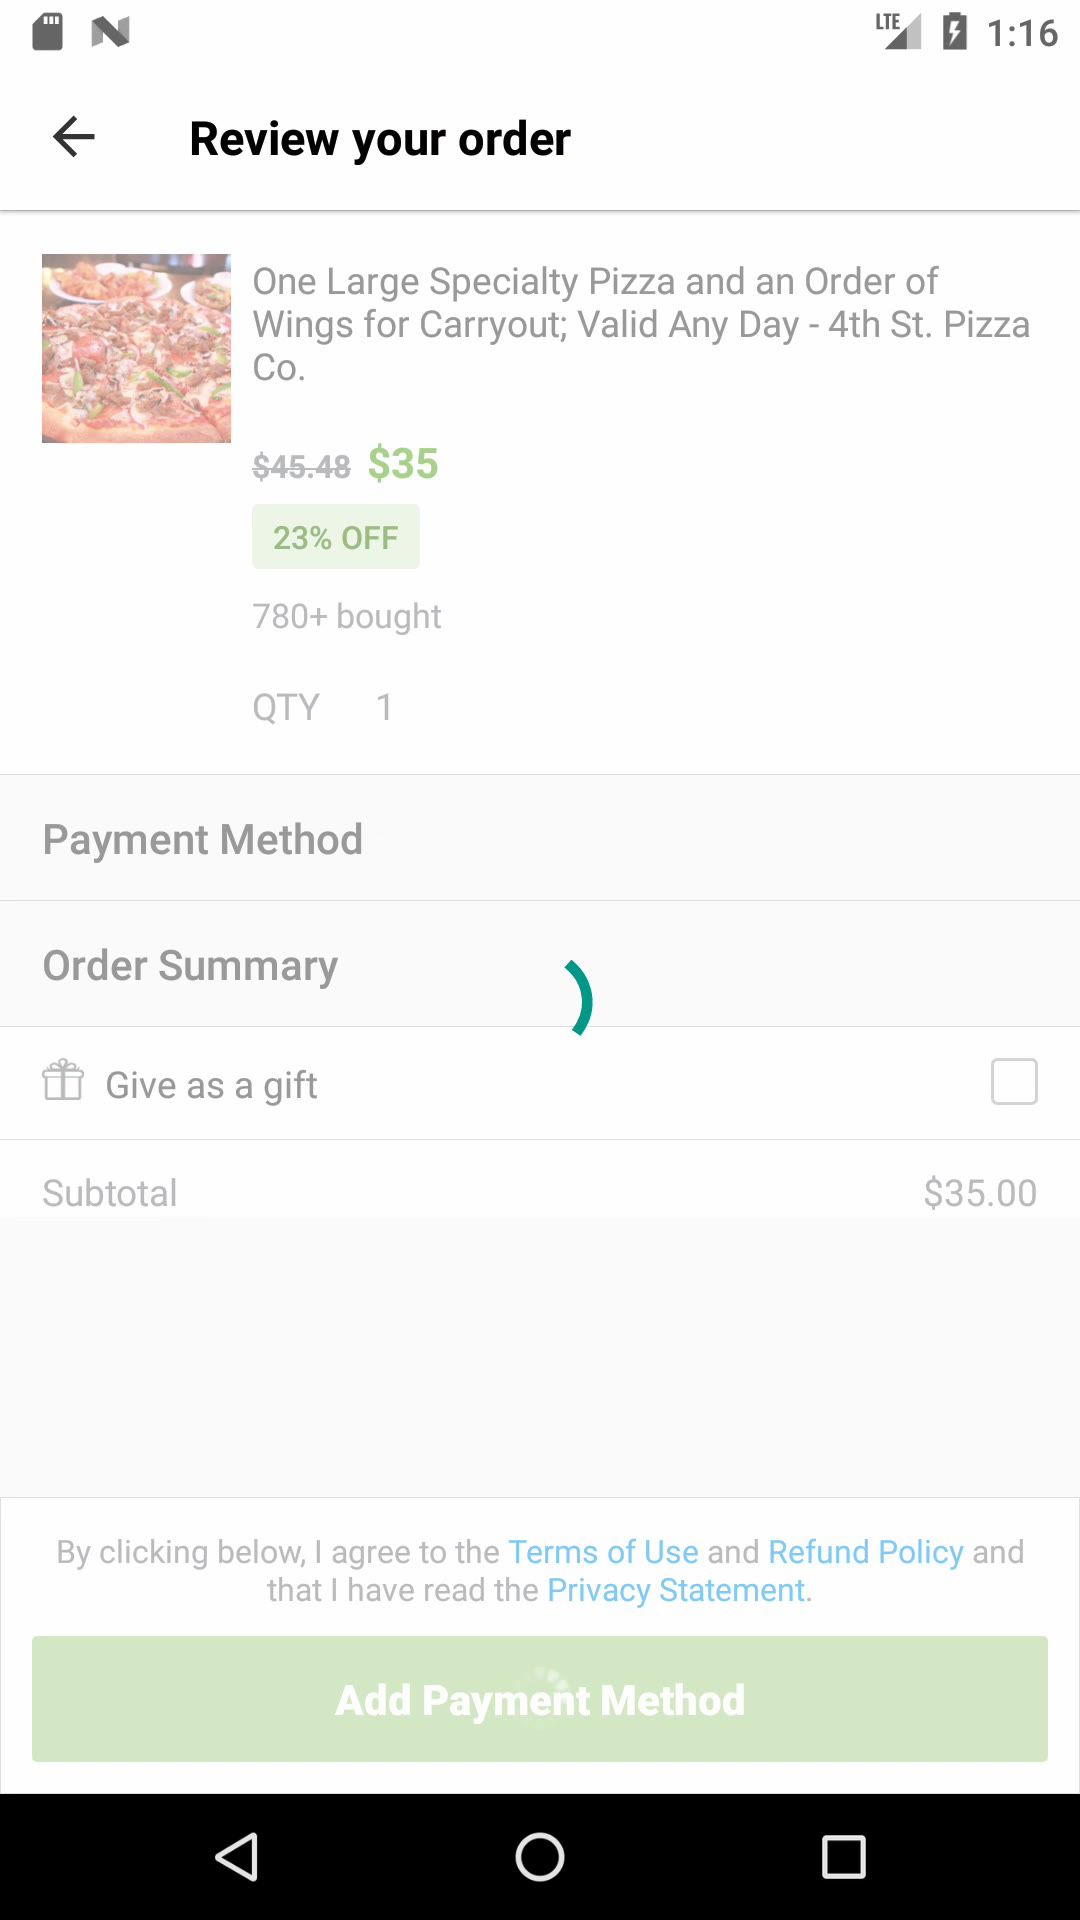 LTE 1:16
Review your order
One Large Specialty Pizza and an Order of
Wings for Carryout; Valid Any Day - 4th St. Pizza
Co.
$45.48 $35
23% OFF
780+ bought
QTY 1
Payment Method
Order Summary
Give as a gift
Subtotal $35.00
By clicking below, I agree to the Terms of Use and Refund Policy and
that I have read the Privacy Statement.
Add Payment Method